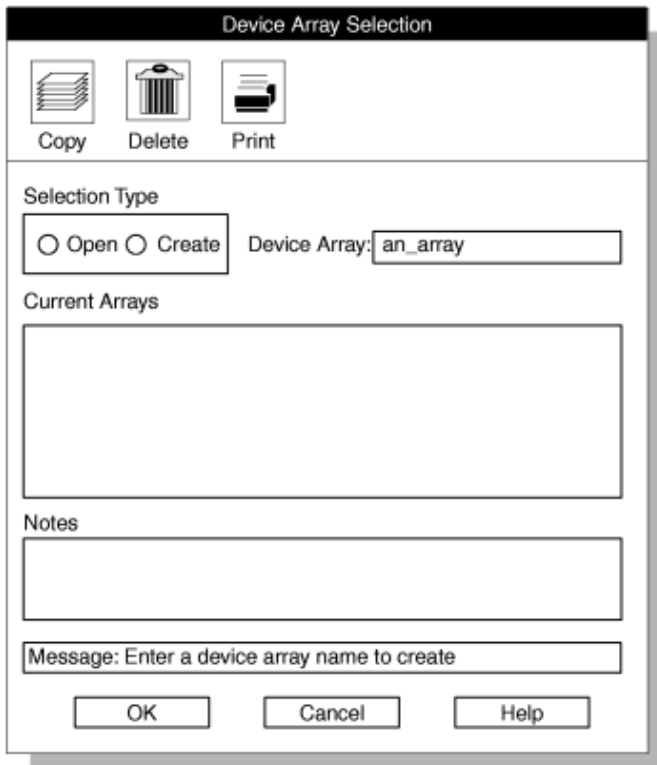 Device Array Selection
Copy Delete Print
Selection Type
Open Create Device Array: an_array
Current Arrays
Notes
Message: Enter a device array name to create
OK Cancel Help